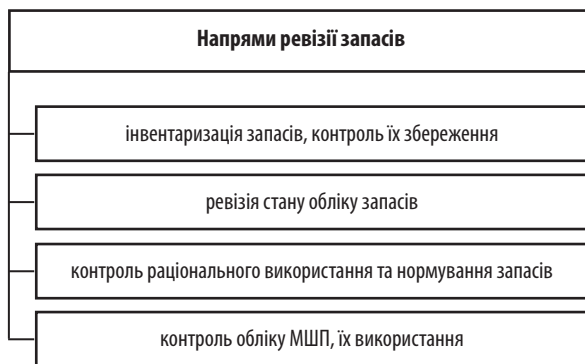 Напрями ревізії запасів
інвентаризація запасів, контроль їх збереження
ревізія стану обліку запасів
контроль раціонального використання та нормування запасів
контроль обліку МШП, їх використання